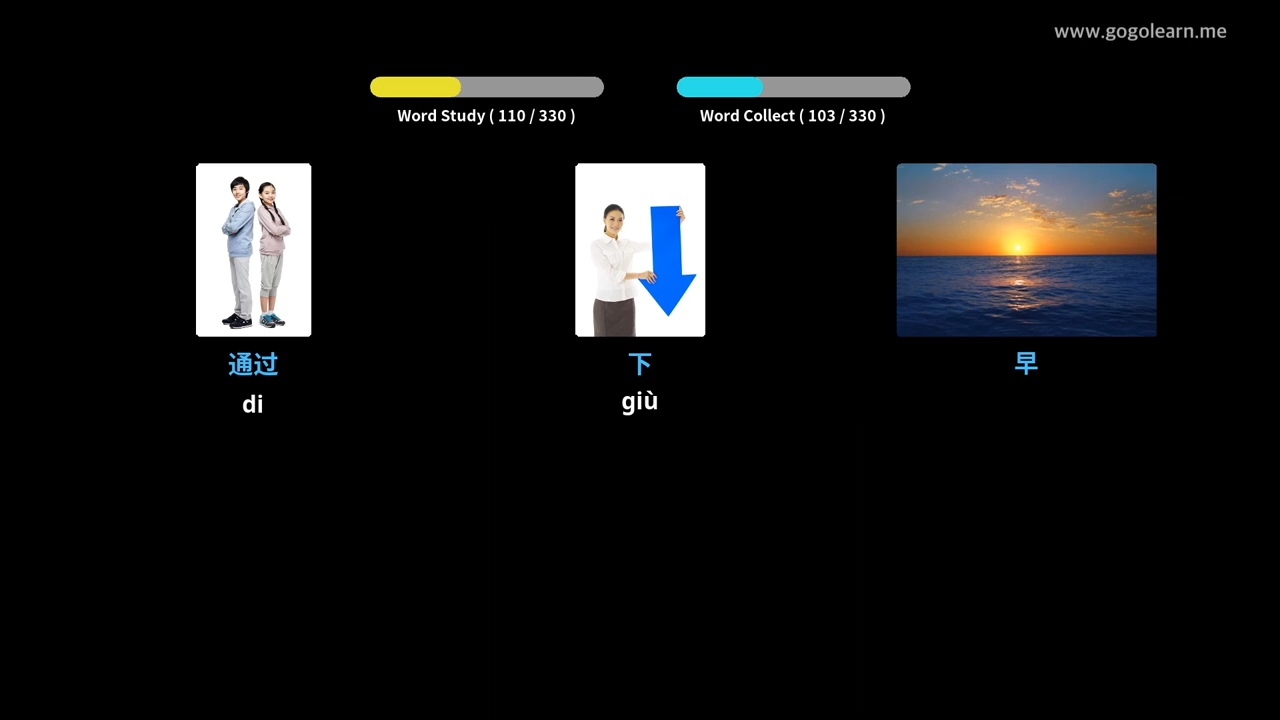 www.gogolearn.me
Word Study ( 110 / 330 )
Word Collect ( 103 / 330 )
通过
下
早
di
giù